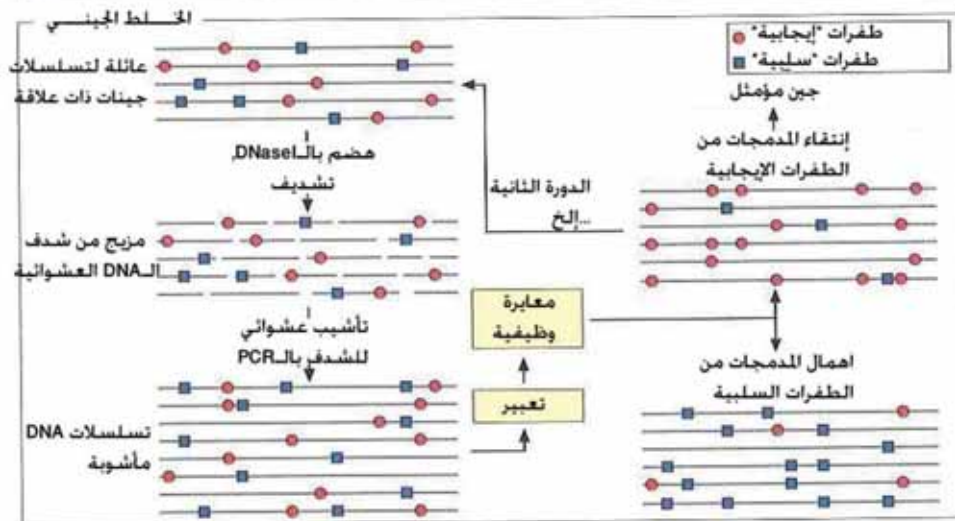 الخلط الجيني
طفرات "إيجابية"
طفرات "سلبية"
عائلة لتسلسلات
جينات ذات علاقة
هضم بالـDNaseI,
تشديف
مزيج من شدف
الـDNA العشوائية
تأشيب عشوائي
للشدف بالـPCR
تسلسلات DNA
مأشوبة
تعبير
معايرة
وظيفية
الدورة الثانية
...إلخ
جين مؤمثل
إنتقاء المدمجات من
الطفرات الإيجابية
اهمال المدمجات من
الطفرات السلبية